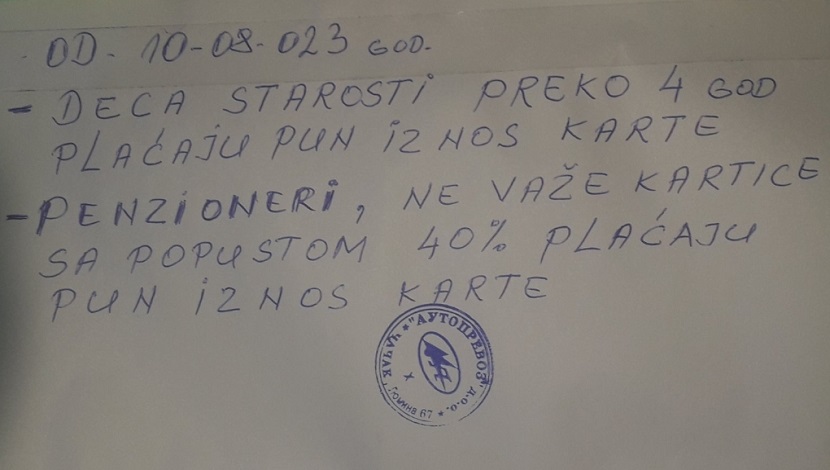 OD- 10-08-023 GOD.
- DECA STAROSTI PREKO 4 GOD
PLAĆAJU PUN IZNOS KARTE
- PENZIONERI, NE VAŽE KARTICE
SA POPUSTOM 40% PLAĆAJU
PUN IZNOS KARTE
"АУТОПРЕВОЗ" д.о.о.
67